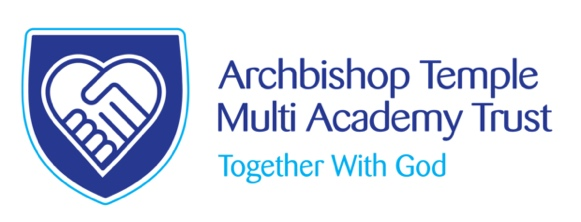 Archbishop Temple
Multi Academy Trust
Together With God